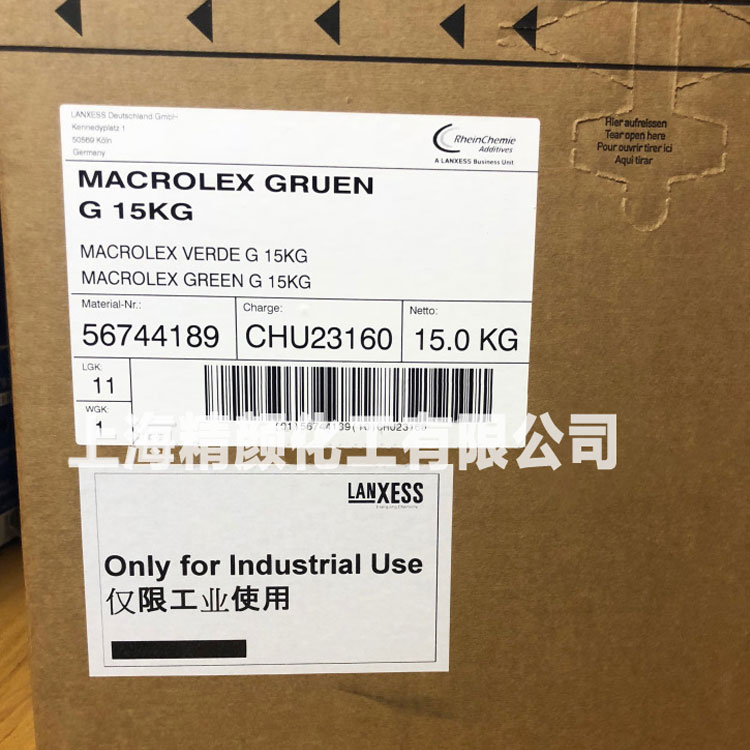 Hier aufreissen
Tear open here
Pour ouvrir tirer ici
Aqui tirar
LANXESS Deutschland GmbH
Kennedyplatz 1
50569 Köln
Germany
RheinChemie
Additives
A LANXESS Business Unit
MACROLEX GRUEN
G 15KG
MACROLEX VERDE G 15KG
MACROLEX GREEN G 15KG
Material-Nr.:
56744189
Charge:
CHU23160
Netto:
15.0 KG
LGK:
11
WGK:
1
上海精颜化工有限公司
LANXESS
Energizing Chemistry
Only for Industrial Use
仅限工业使用